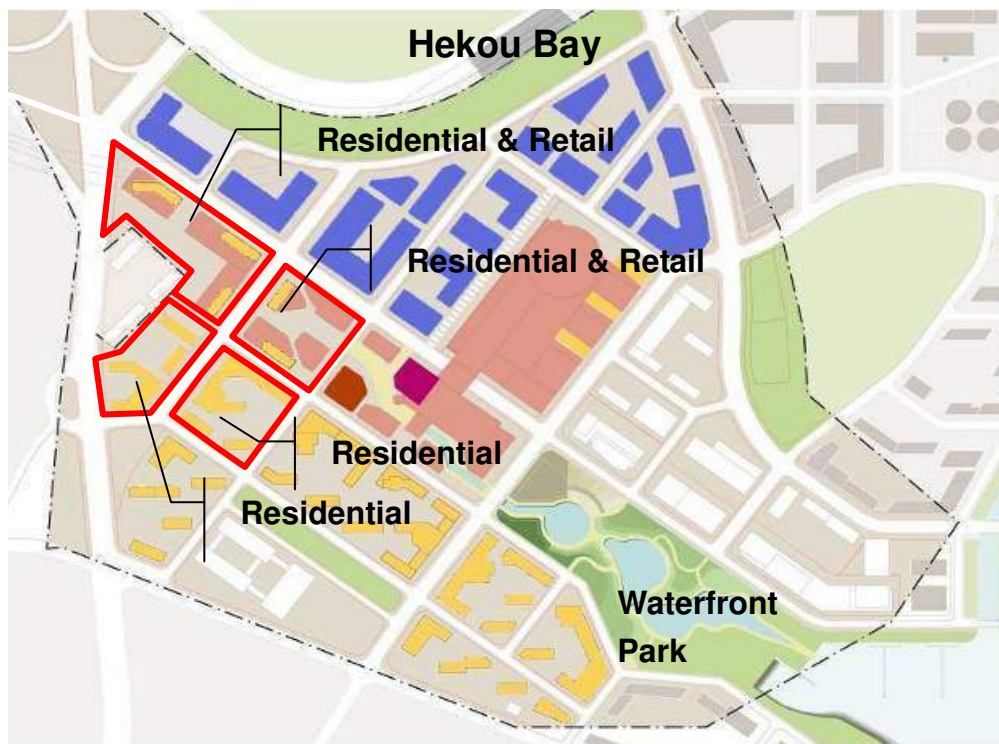 Hekou Bay
Residential & Retail
Residential & Retail
Residential
Residential
Waterfront
Park